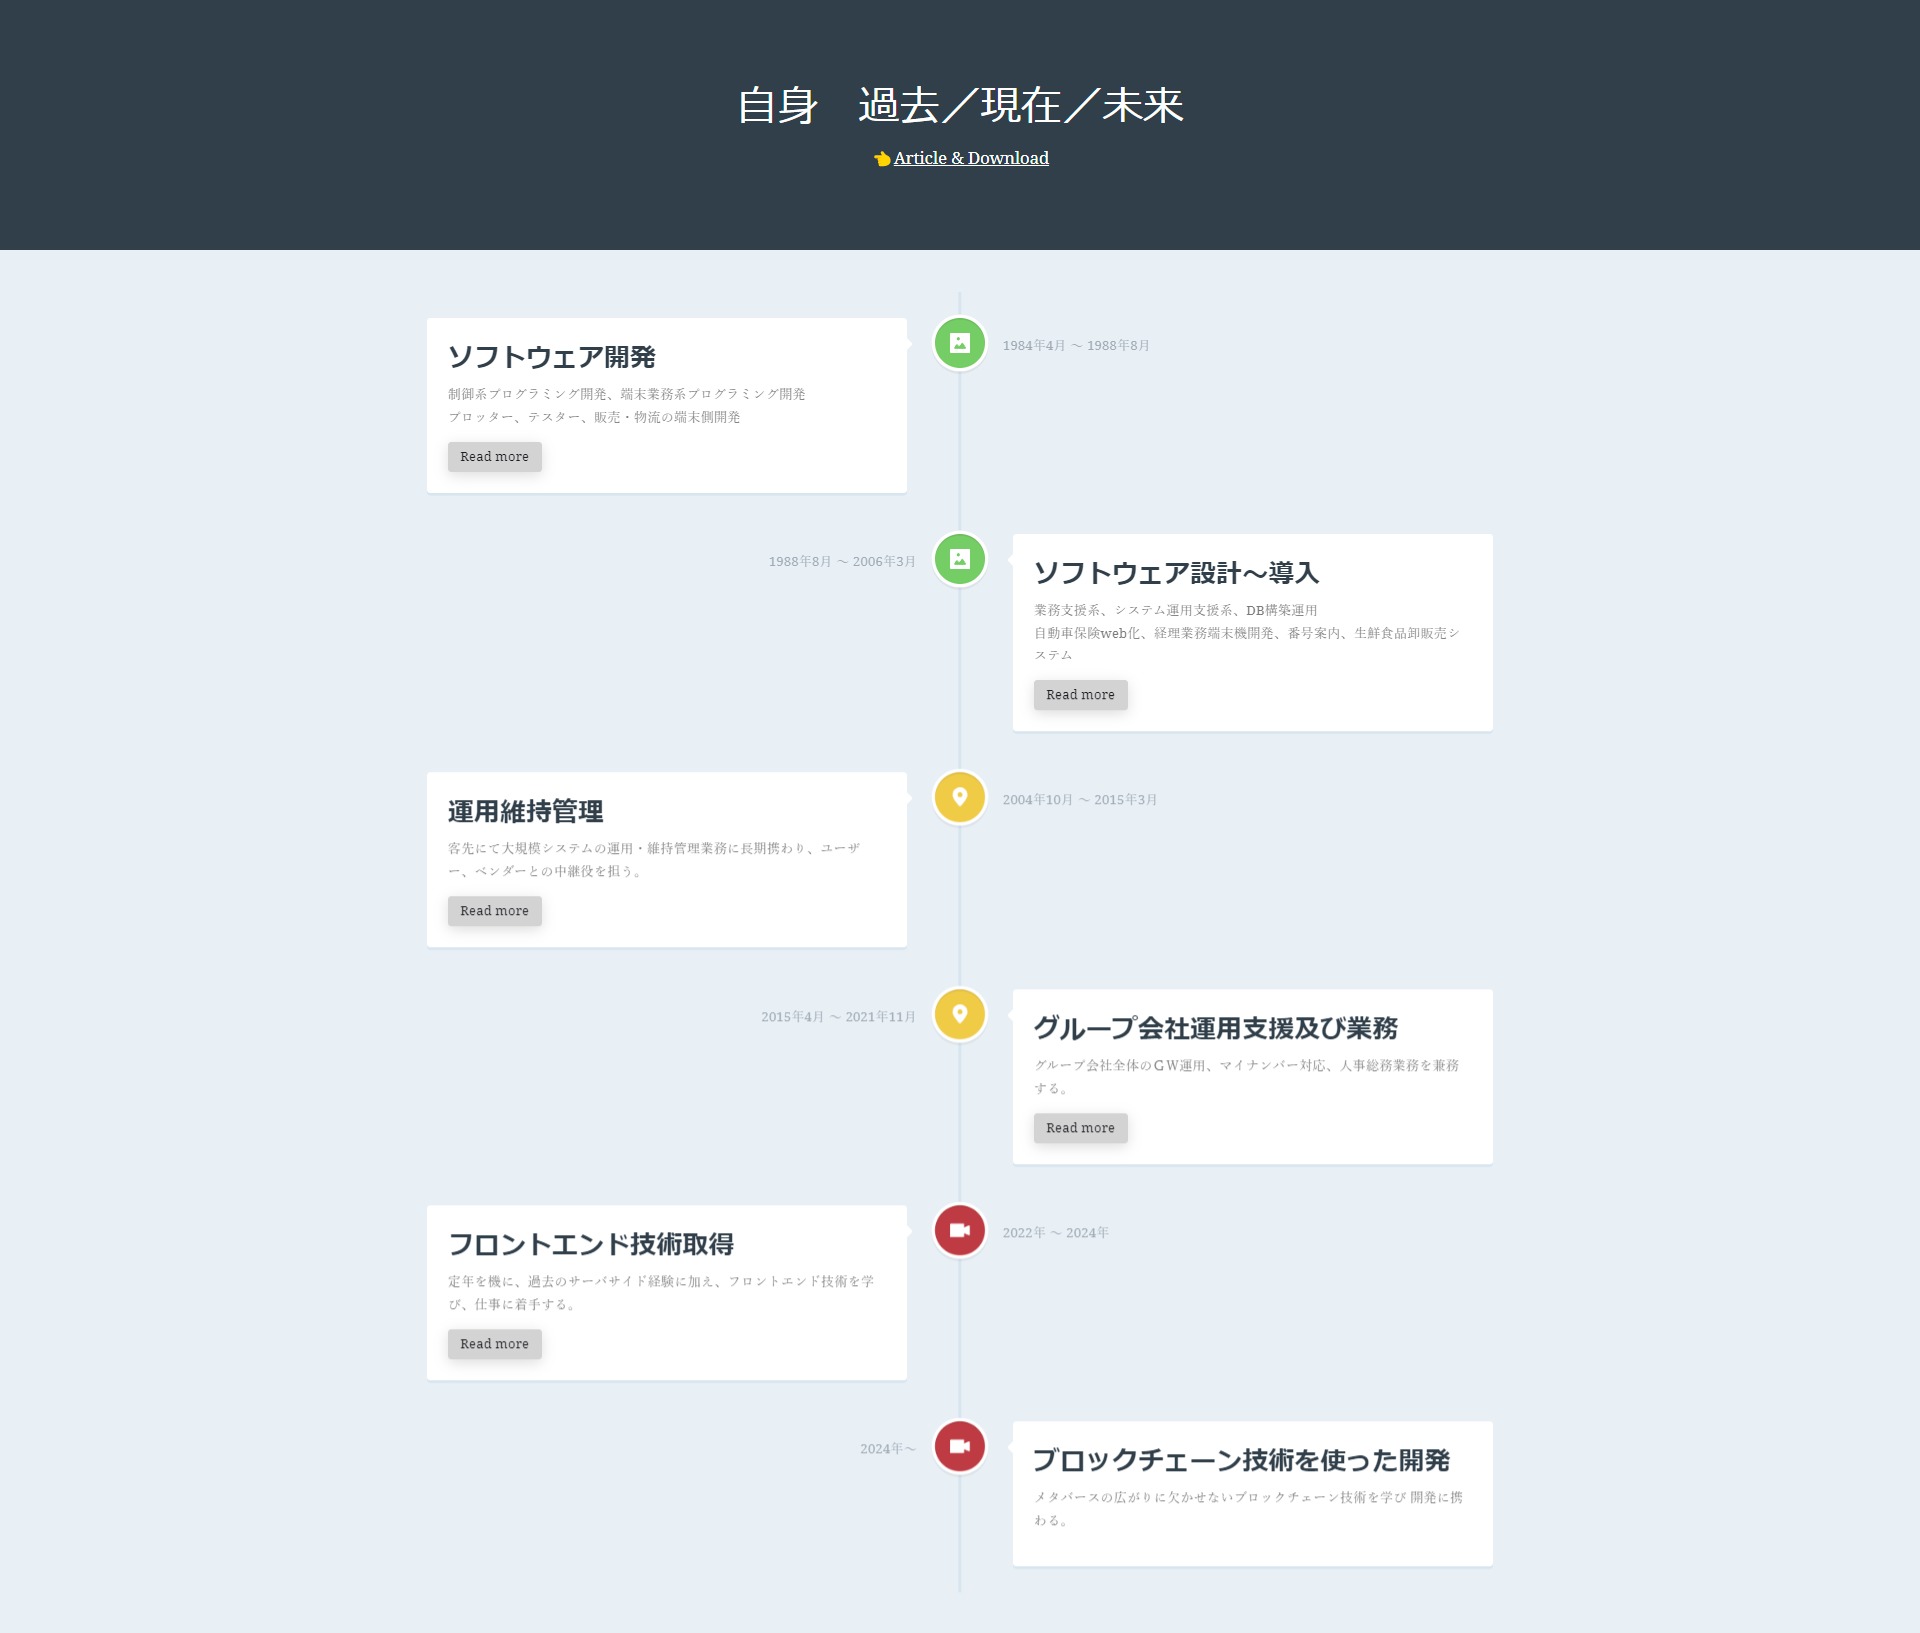 自身　過去／現在／未来
👈Article & Download
ソフトウェア開発
1984年4月 ～ 1988年8月
制御系プログラミング開発、端末業務系プログラミング開発
プロッター、テスター、販売・物流の端末側開発
Read more
1988年8月 ～ 2006年3月
ソフトウェア設計～導入
業務支援系、システム運用支援系、DB構築運用
自動車保険web化、経理業務端末機開発、番号案内、生鮮食品卸販売シ
ステム
Read more
運用維持管理
2004年10月 ～ 2015年3月
客先にて大規模システムの運用・維持管理業務に長期携わり、ユーザ
ー、ベンダーとの中継役を担う。
Read more
2015年4月 ～ 2021年11月
グループ会社運用支援及び業務
グループ会社全体のＧＷ運用、マイナンバー対応、人事総務業務を兼務
する。
Read more
フロントエンド技術取得
2022年 ～ 2024年
定年を機に、過去のサーバサイド経験に加え、フロントエンド技術を学
び、仕事に着手する。
Read more
2024年～
ブロックチェーン技術を使った開発
メタバースの広がりに欠かせないブロックチェーン技術を学び 開発に携
わる。